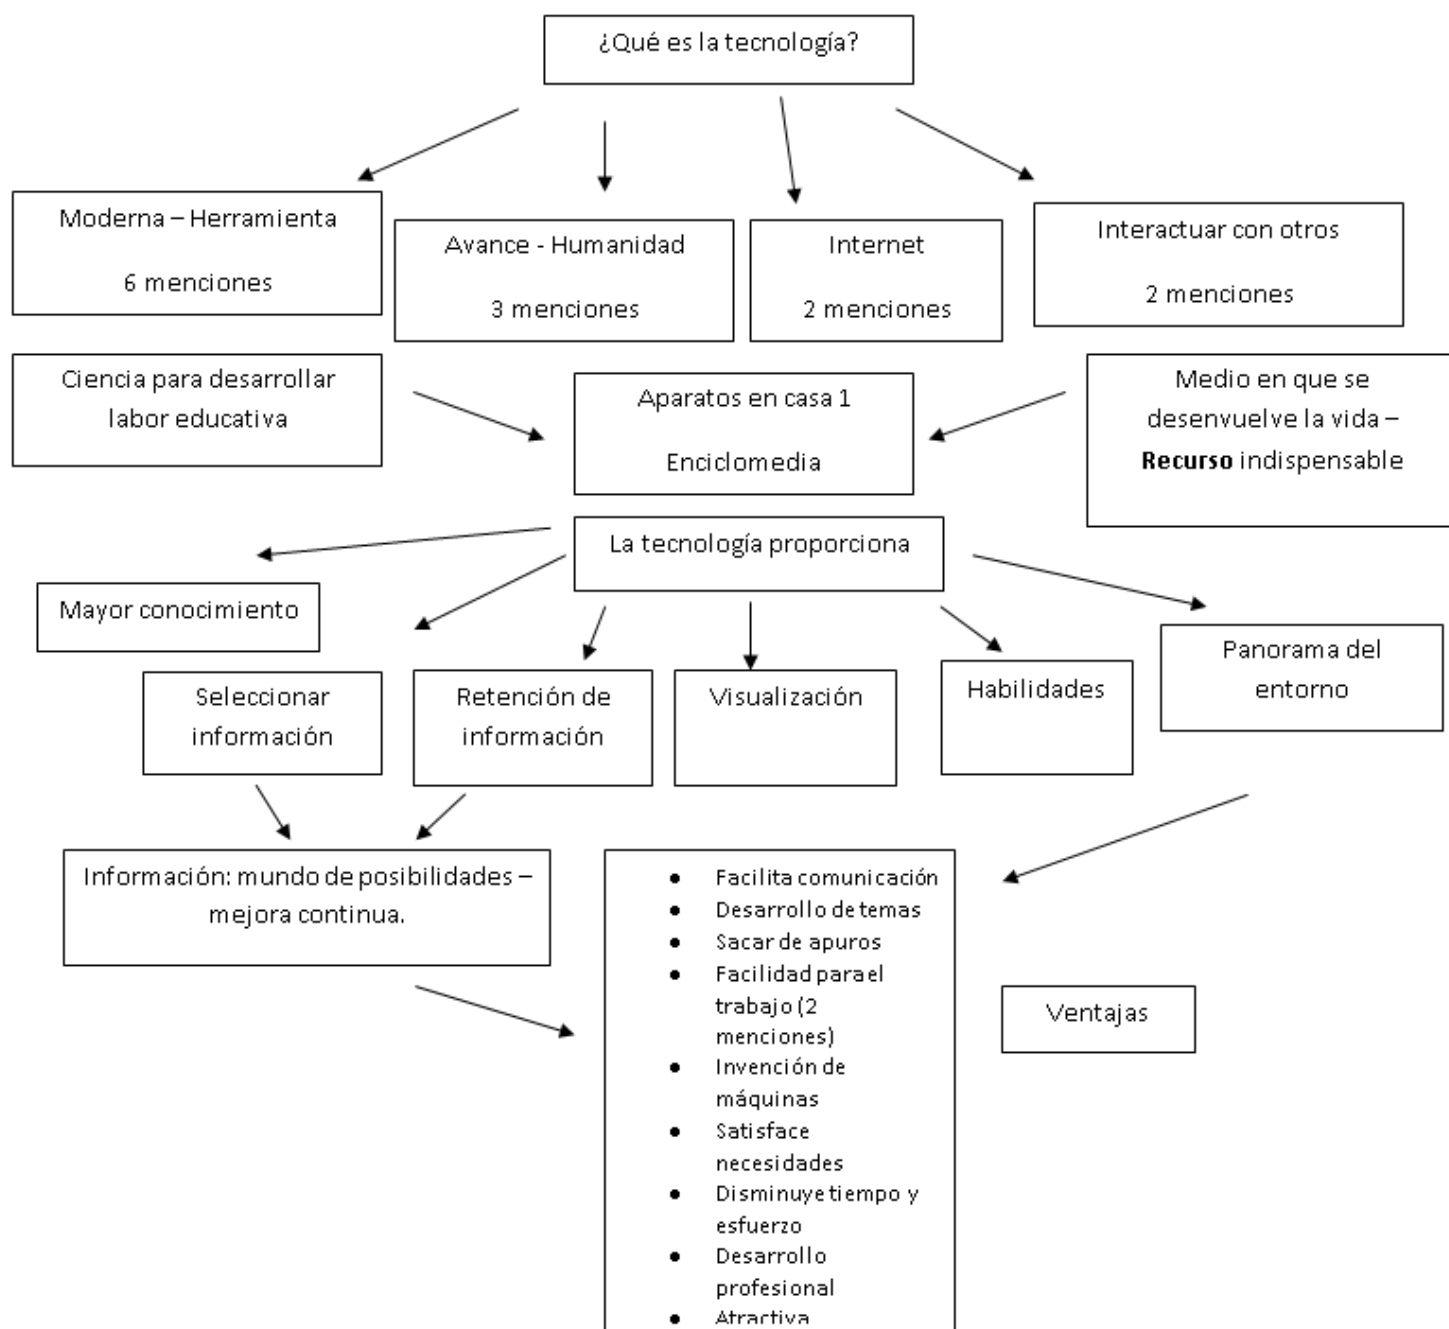 ¿Qué es la tecnología?
Moderna – Herramienta
6 menciones
Avance - Humanidad
3 menciones
Internet
2 menciones
Interactuar con otros
2 menciones
Ciencia para desarrollar
labor educativa
Aparatos en casa 1
Enciclomedia
Medio en que se
desenvuelve la vida –
Recurso indispensable
La tecnología proporciona
Mayor conocimiento
Seleccionar
información
Retención de
información
Visualización
Habilidades
Panorama del
entorno
Información: mundo de posibilidades –
mejora continua.
• Facilita comunicación
• Desarrollo de temas
• Sacar de apuros
• Facilidad para el
trabajo (2
menciones)
• Invención de
máquinas
• Satisface
necesidades
• Disminuye tiempo y
esfuerzo
• Desarrollo
profesional
• Atractiva
Ventajas